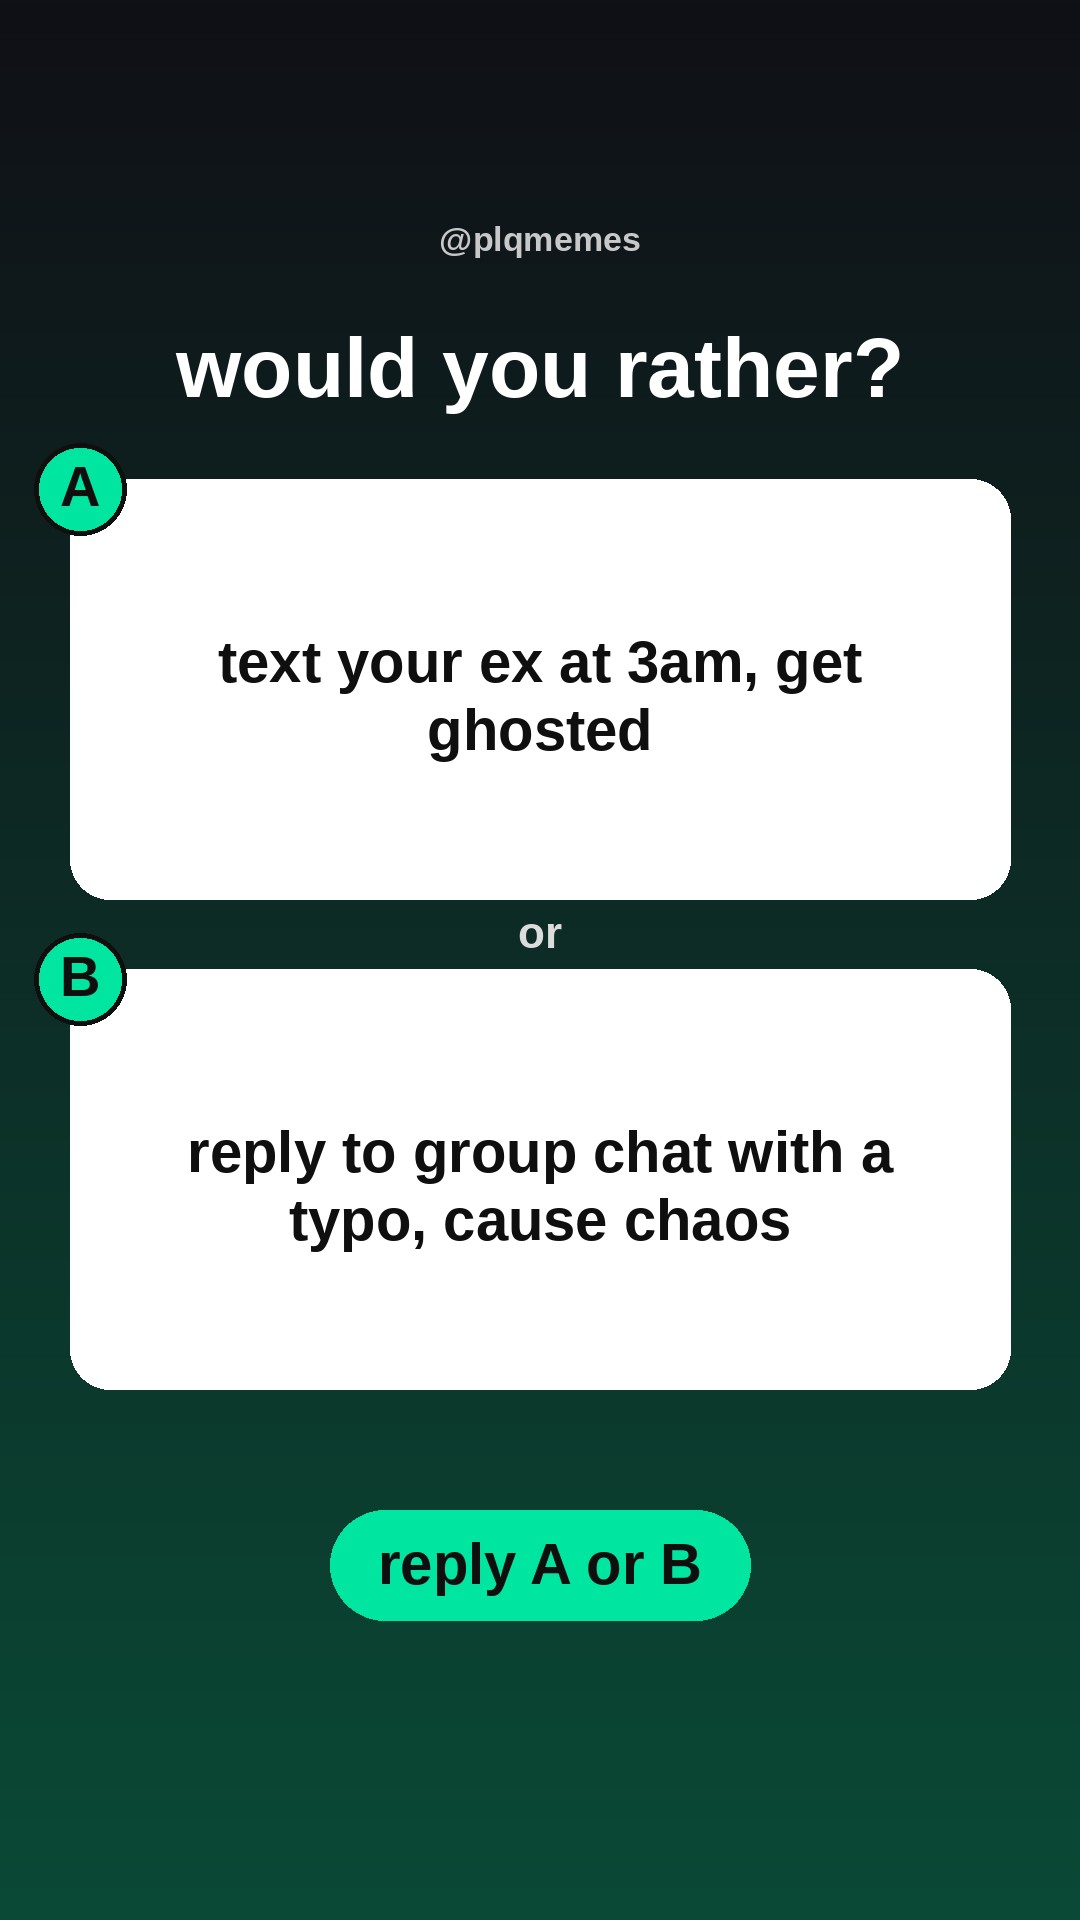 @plqmemes
would you rather?
A
text your ex at 3am, get
ghosted
or
B
reply to group chat with a
typo, cause chaos
reply A or B